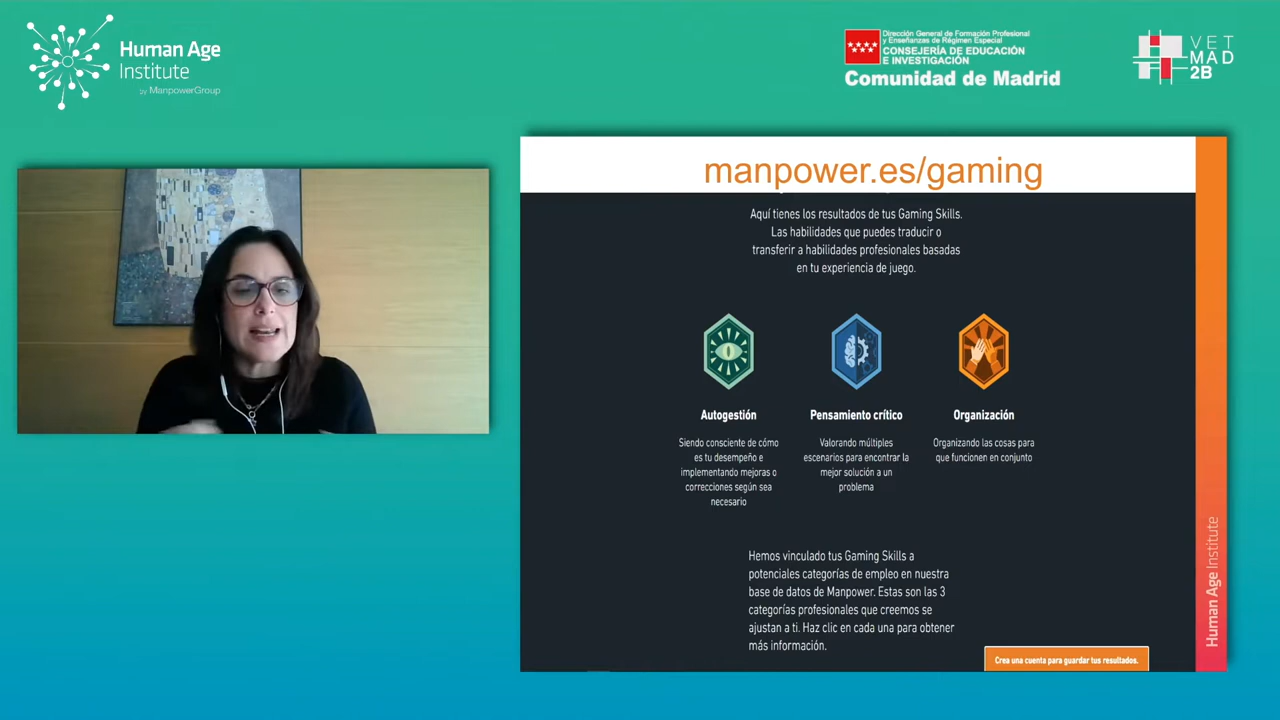 Human Age
Institute
by ManpowerGroup
Dirección General de Formación Profesional
y Enseñanzas de Régimen Especial
CONSEJERÍA DE EDUCACIÓN
E INVESTIGACIÓN
Comunidad de Madrid
VET
MAD
2B
manpower.es/gaming
Aquí tienes los resultados de tus Gaming Skills.
Las habilidades que puedes traducir o
transferir a habilidades profesionales basadas
en tu experiencia de juego.
Autogestión
Siendo consciente de cómo
es tu desempeño e
implementando mejoras o
correcciones según sea
necesario
Pensamiento crítico
Valorando múltiples
escenarios para encontrar la
mejor solución a un
problema
Organización
Organizando las cosas para
que funcionen en conjunto
Hemos vinculado tus Gaming Skills a
potenciales categorías de empleo en nuestra
base de datos de Manpower. Estas son las 3
categorías profesionales que creemos se
ajustan a ti. Haz clic en cada una para obtener
más información.
Crea una cuenta para guardar tus resultados.
Human Age Institute